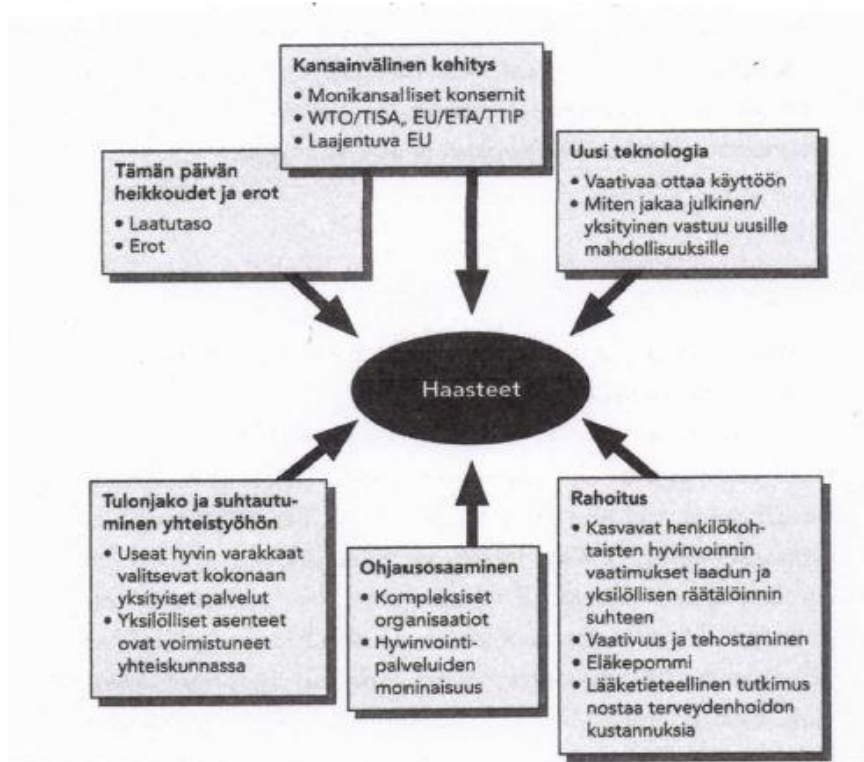 Kansainvälinen kehitys
• Monikansalliset konsernit
• WTO/TISA, EU/ETA/TTIP
• Laajentuva EU
Tämän päivän
heikkoudet ja erot
• Laatutaso
• Erot
Uusi teknologia
• Vaativaa ottaa käyttöön
• Miten jakaa julkinen/
yksityinen vastuu uusille
mahdollisuuksille
Haasteet
Tulonjako ja suhtautu-
minen yhteistyöhön
• Useat hyvin varakkaat
valitsevat kokonaan
yksityiset palvelut
• Yksilölliset asenteet
ovat voimistuneet
yhteiskunnassa
Ohjausosaaminen
• Kompleksiset
organisaatiot
• Hyvinvointi-
palveluiden
moninaisuus
Rahoitus
• Kasvavat henkilökoh-
taisten hyvinvoinnin
vaatimukset laadun ja
yksilöllisen räätälöinnin
suhteen
• Vaativuus ja tehostaminen
• Eläkepommi
• Lääketieteellinen tutkimus
nostaa terveydenhoidon
kustannuksia